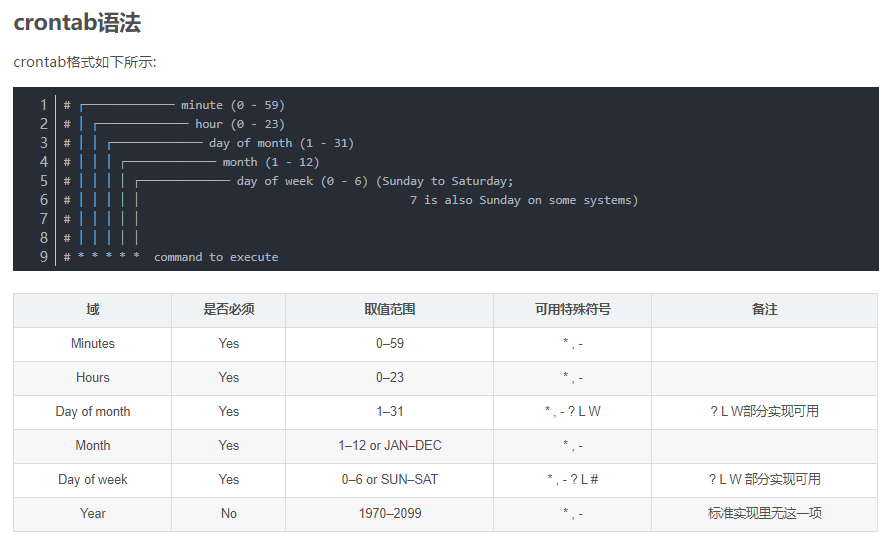 crontab语法
crontab格式如下所示:
1 # ┌───────────── minute (0 - 59)
2 # │ ┌───────────── hour (0 - 23)
3 # │ │ ┌───────────── day of month (1 - 31)
4 # │ │ │ ┌───────────── month (1 - 12)
5 # │ │ │ │ ┌───────────── day of week (0 - 6) (Sunday to Saturday;
6 # │ │ │ │ │ 7 is also Sunday on some systems)
7 # │ │ │ │ │
8 # │ │ │ │ │
9 # * * * * * command to execute
域 是否必须 取值范围 可用特殊符号 备注
Minutes Yes 0–59 * , -
Hours Yes 0–23 * , -
Day of month Yes 1–31 * , - ? L W ? L W部分实现可用
Month Yes 1–12 or JAN–DEC * , -
Day of week Yes 0–6 or SUN–SAT * , - ? L # ? L W 部分实现可用
Year No 1970–2099 * , - 标准实现里无这一项